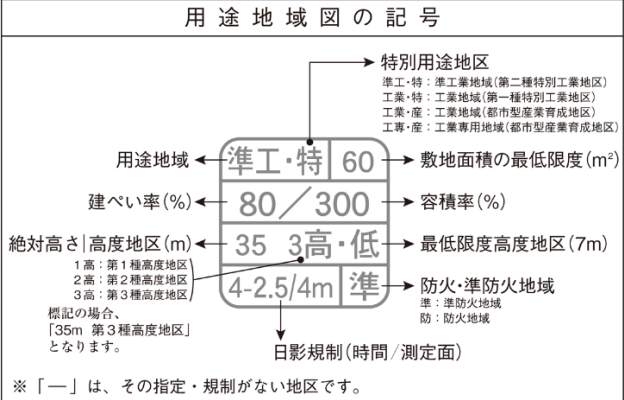 用途地域図の記号
特別用途地区
準工・特：準工業地域(第二種特別工業地区)
工業・特：工業地域(第一種特別工業地区)
工業・産：工業地域(都市型産業育成地区)
工専・産：工業専用地域(都市型産業育成地区)
用途地域
準工・特 60
敷地面積の最低限度(m²)
建ぺい率(%)
80／300
容積率(%)
絶対高さ|高度地区(m)
35 3高・低
最低限度高度地区(7m)
1高：第1種高度地区
2高：第2種高度地区
3高：第3種高度地区
4-2.5/4m 準
防火・準防火地域
準：準防火地域
防：防火地域
標記の場合、
「35m 第3種高度地区」
となります。
日影規制(時間/測定面)
※「―」は、その指定・規制がない地区です。